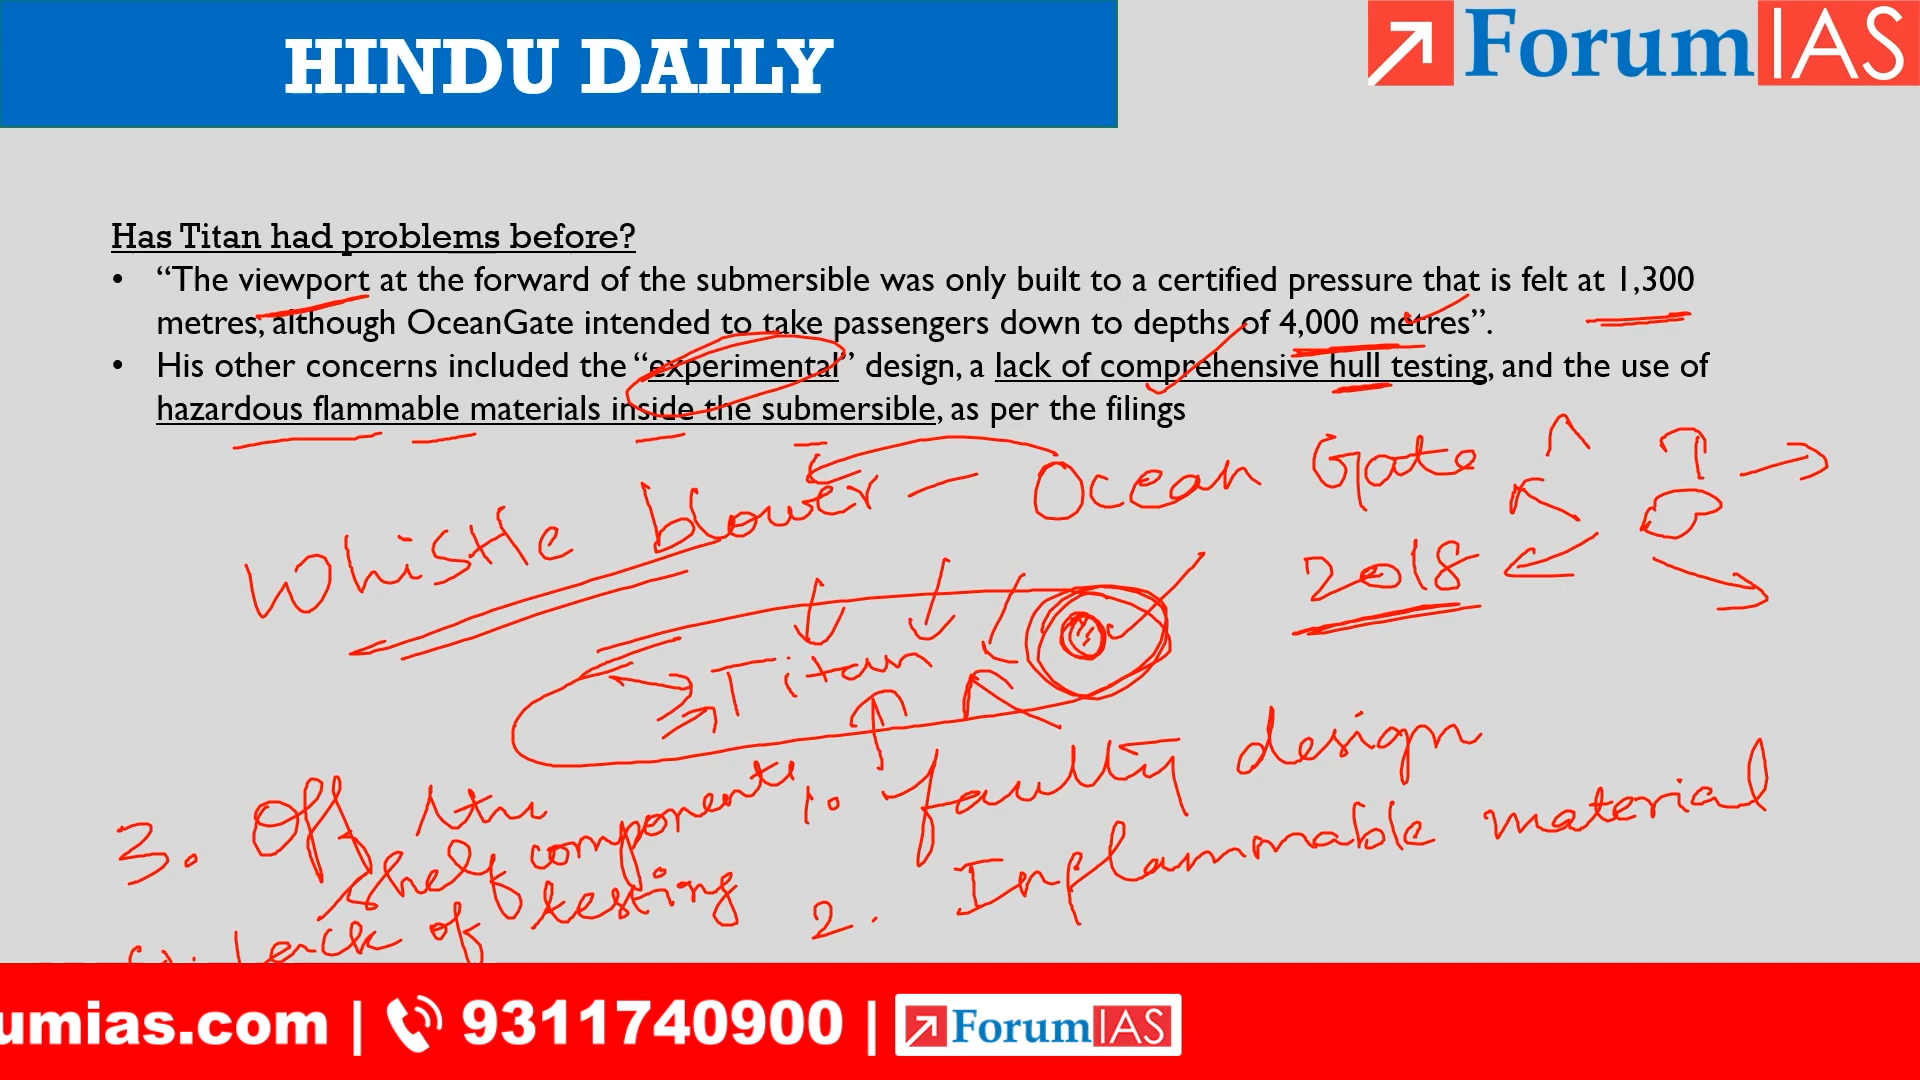 HINDU DAILY
ForumIAS
Has Titan had problems before?
• “The viewport at the forward of the submersible was only built to a certified pressure that is felt at 1,300
metres, although OceanGate intended to take passengers down to depths of 4,000 metres”.
• His other concerns included the “experimental” design, a lack of comprehensive hull testing, and the use of
hazardous flammable materials inside the submersible, as per the filings
Whistle blower - Ocean Gate
2018
Titan
1. faulty design
2. Inflammable material
3. Off the
shelf components
Lack of testing
umias.com | 9311740900 | ForumIAS